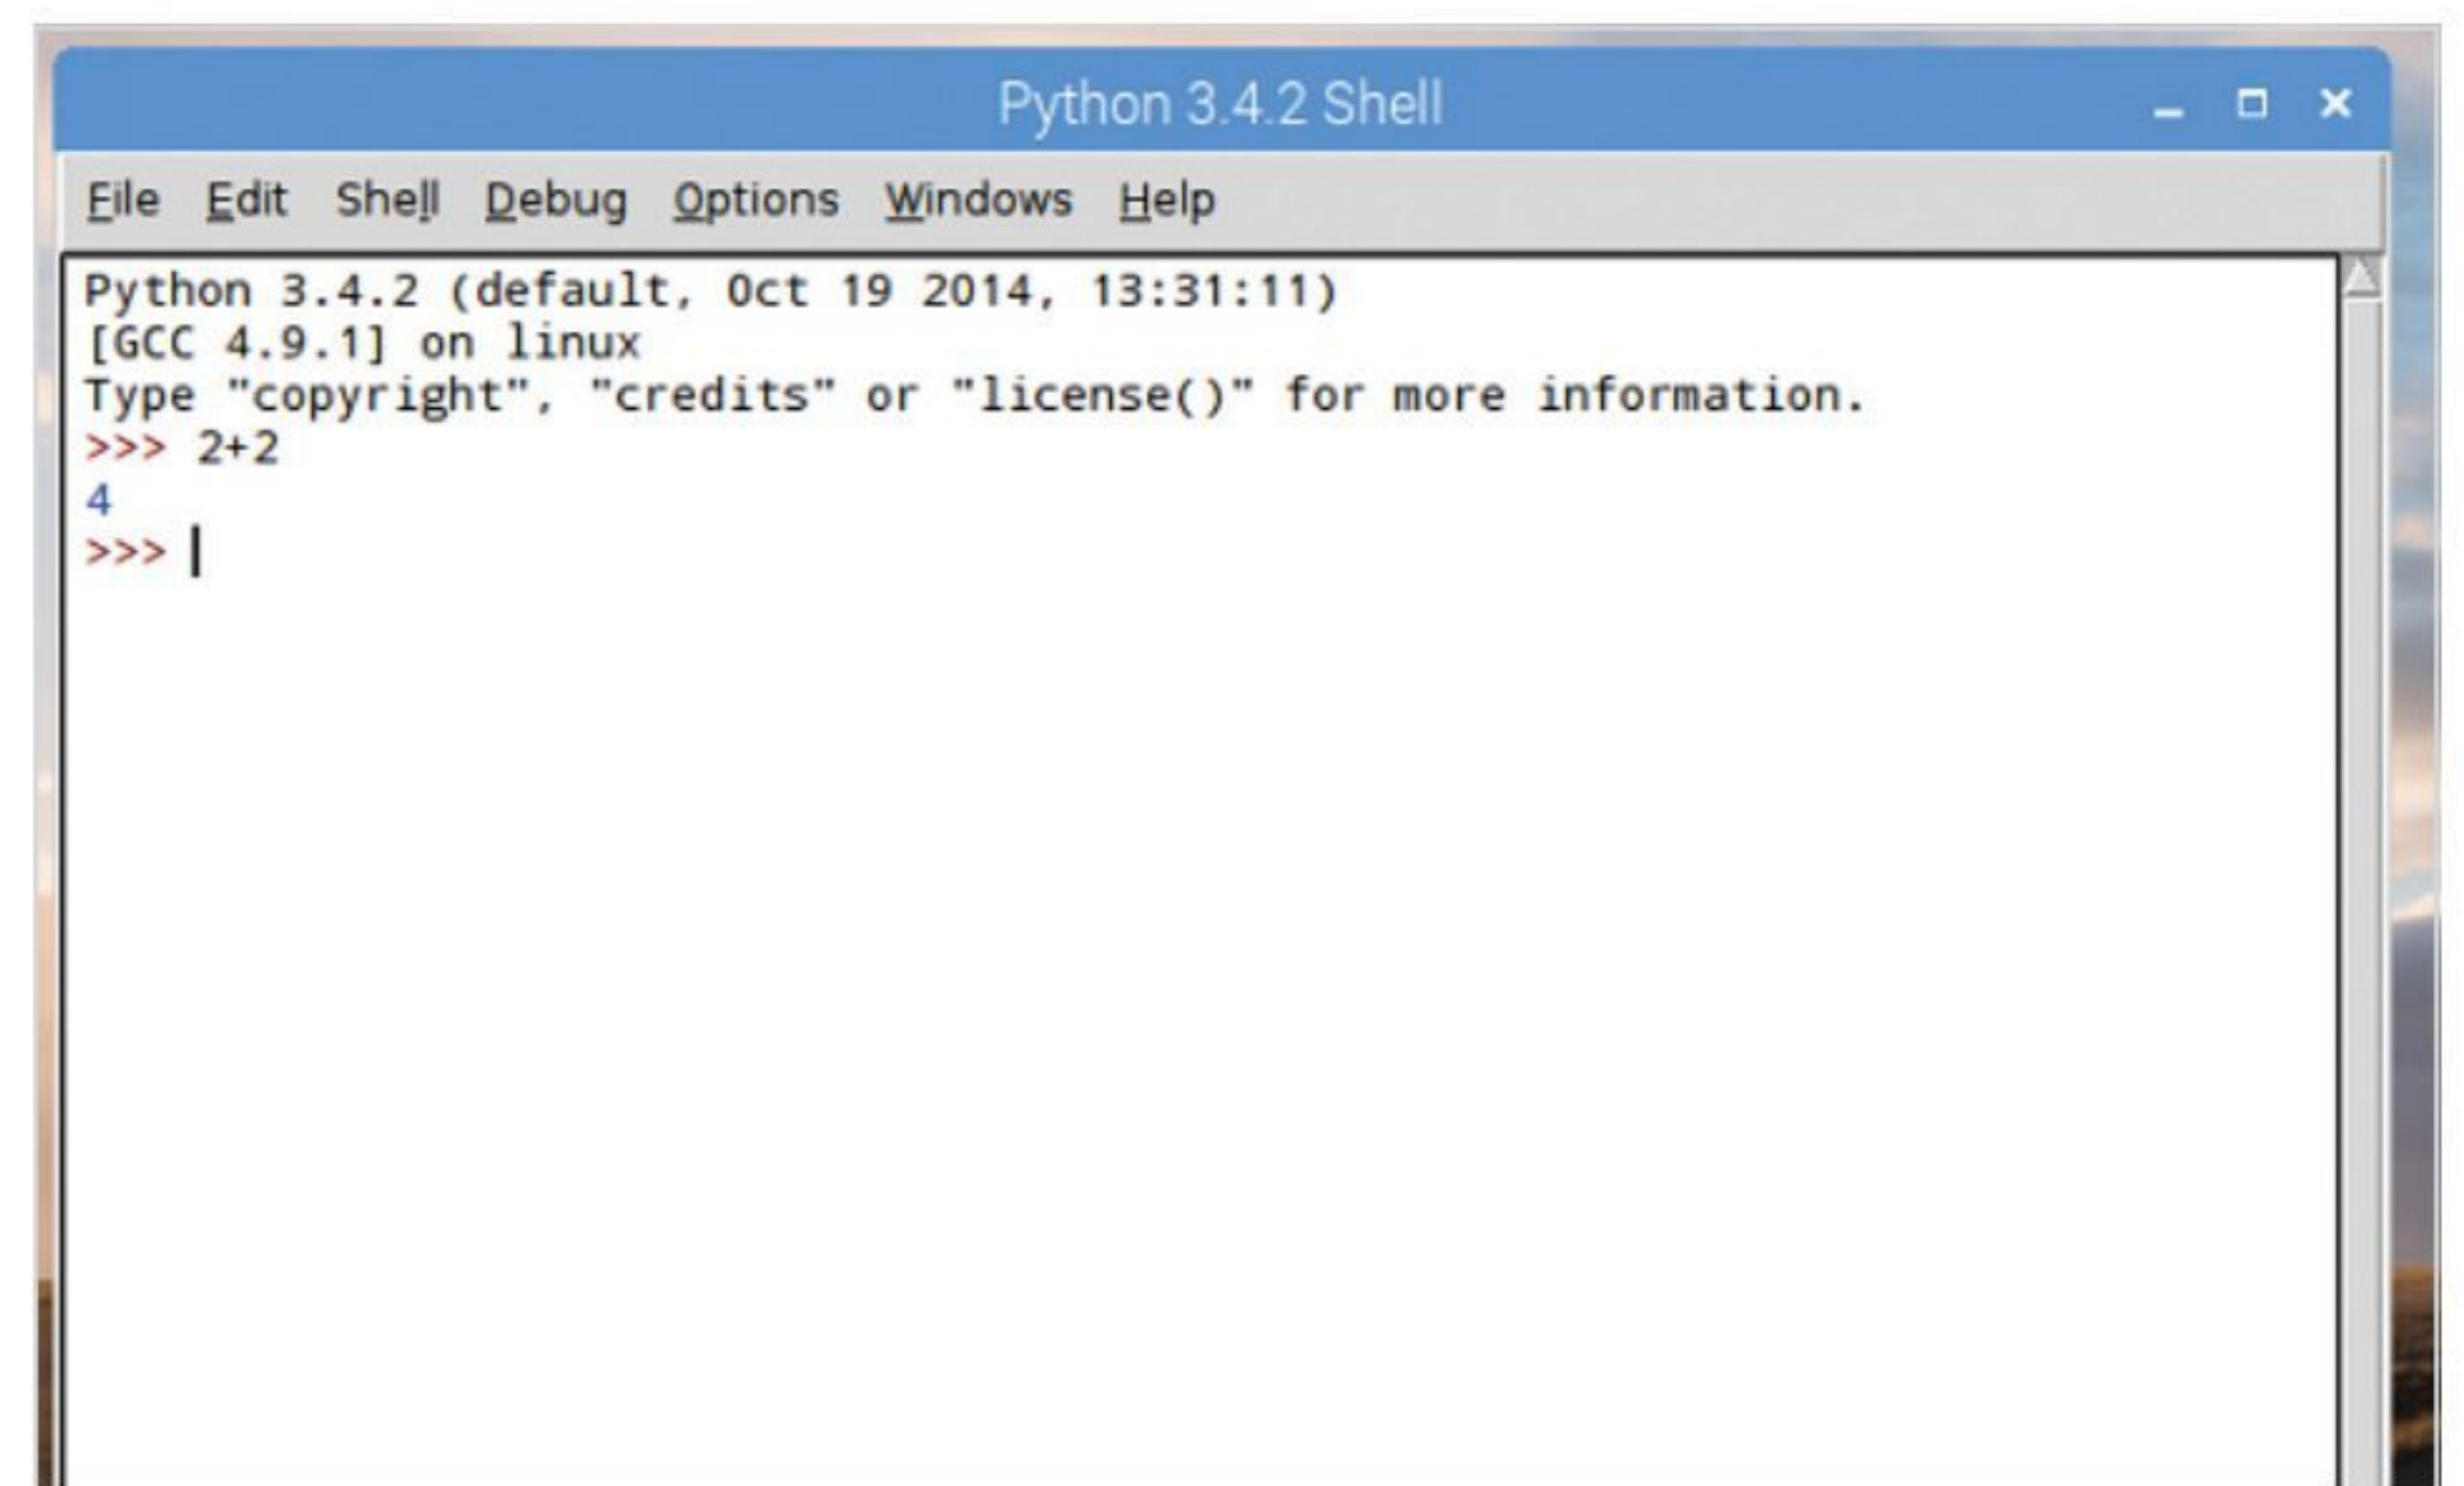 Python 3.4.2 Shell
File Edit Shell Debug Options Windows Help
Python 3.4.2 (default, Oct 19 2014, 13:31:11)
[GCC 4.9.1] on linux
Type "copyright", "credits" or "license()" for more information.
>>> 2+2
4
>>>